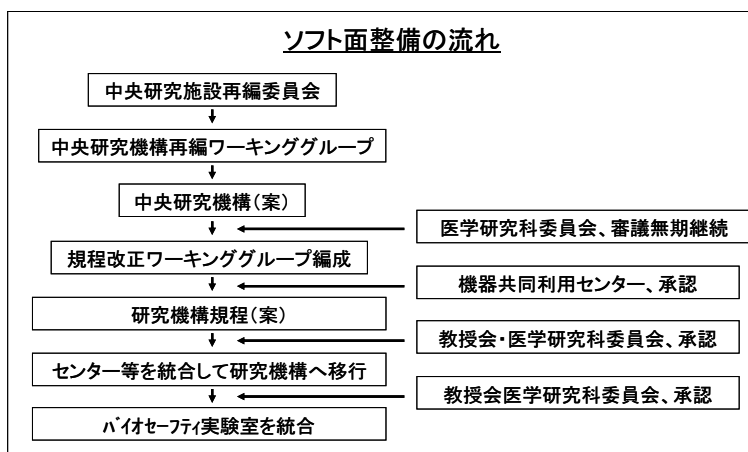 ソフト面整備の流れ
中央研究施設再編委員会
中央研究機構再編ワーキンググループ
中央研究機構(案)
医学研究科委員会、審議無期継続
規程改正ワーキンググループ編成
機器共同利用センター、承認
研究機構規程(案)
教授会・医学研究科委員会、承認
センター等を統合して研究機構へ移行
教授会医学研究科委員会、承認
バイオセーフティ実験室を統合